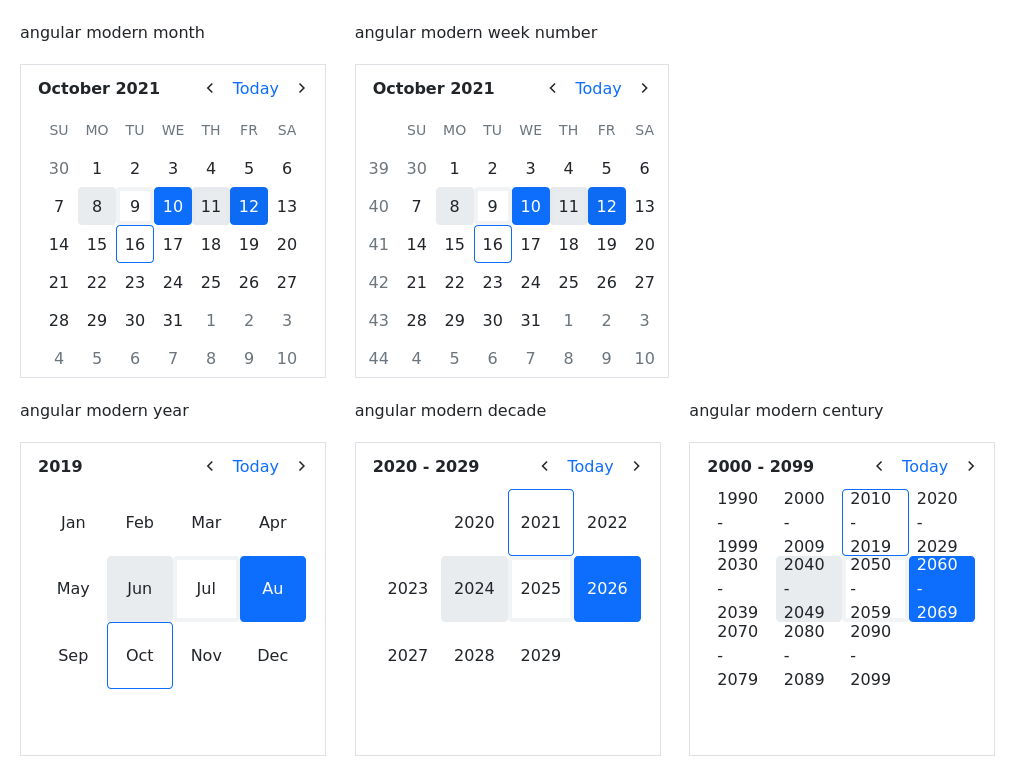 angular modern month
angular modern week number
October 2021 Today
SU MO TU WE TH FR SA
30 1 2 3 4 5 6
7 8 9 10 11 12 13
14 15 16 17 18 19 20
21 22 23 24 25 26 27
28 29 30 31 1 2 3
4 5 6 7 8 9 10
October 2021 Today
SU MO TU WE TH FR SA
39 30 1 2 3 4 5 6
40 7 8 9 10 11 12 13
41 14 15 16 17 18 19 20
42 21 22 23 24 25 26 27
43 28 29 30 31 1 2 3
44 4 5 6 7 8 9 10
angular modern year
angular modern decade
angular modern century
2019 Today
Jan Feb Mar Apr
May Jun Jul Au
Sep Oct Nov Dec
2020 - 2029 Today
2020 2021 2022
2023 2024 2025 2026
2027 2028 2029
2000 - 2099 Today
1990 2000 2010 2020
- - - -
1999 2009 2019 2029
2030 2040 2050 2060
- - - -
2039 2049 2059 2069
2070 2080 2090
- - -
2079 2089 2099